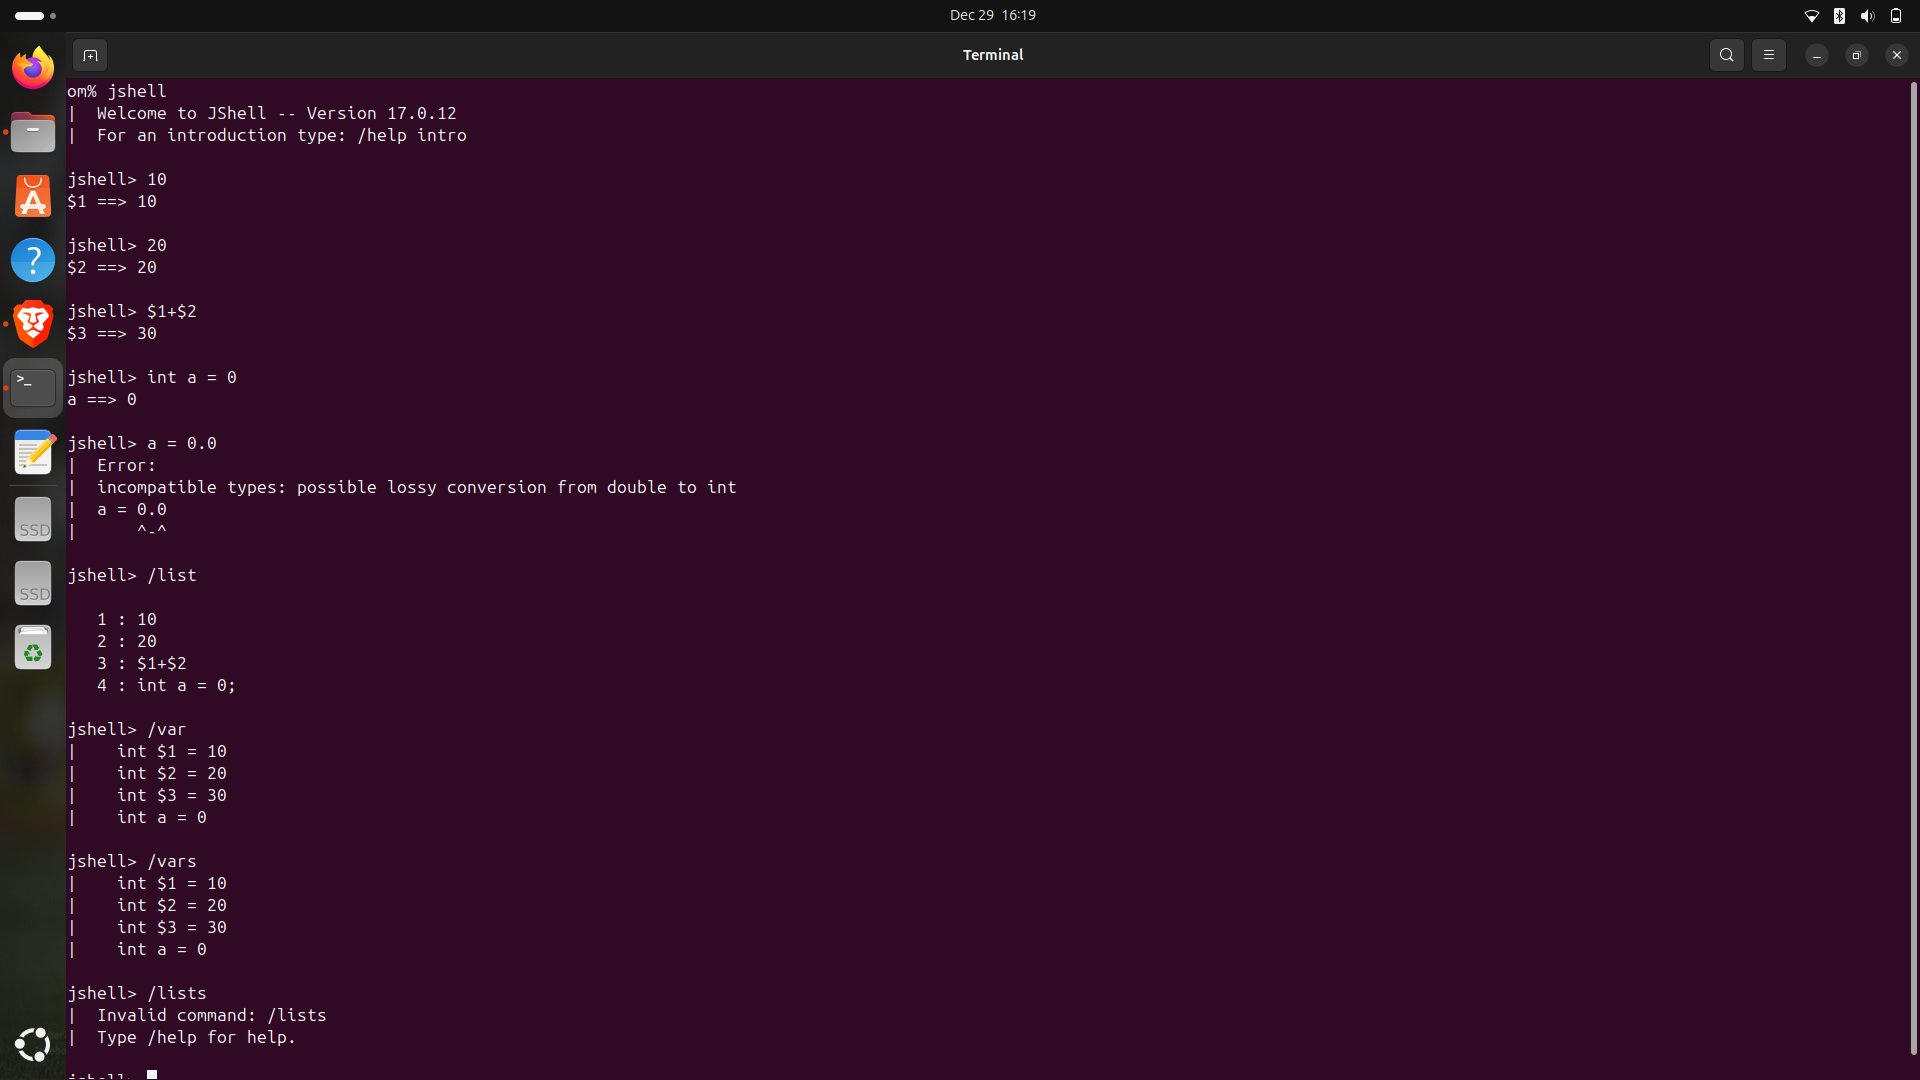 Dec 29 16:19
Terminal
om% jshell
|  Welcome to JShell -- Version 17.0.12
|  For an introduction type: /help intro
jshell> 10
$1 ==> 10
jshell> 20
$2 ==> 20
jshell> $1+$2
$3 ==> 30
jshell> int a = 0
a ==> 0
jshell> a = 0.0
|  Error:
|  incompatible types: possible lossy conversion from double to int
|  a = 0.0
|      ^-^
jshell> /list
   1 : 10
   2 : 20
   3 : $1+$2
   4 : int a = 0;
jshell> /var
|    int $1 = 10
|    int $2 = 20
|    int $3 = 30
|    int a = 0
jshell> /vars
|    int $1 = 10
|    int $2 = 20
|    int $3 = 30
|    int a = 0
jshell> /lists
|  Invalid command: /lists
|  Type /help for help.
jshell>
SSD
SSD